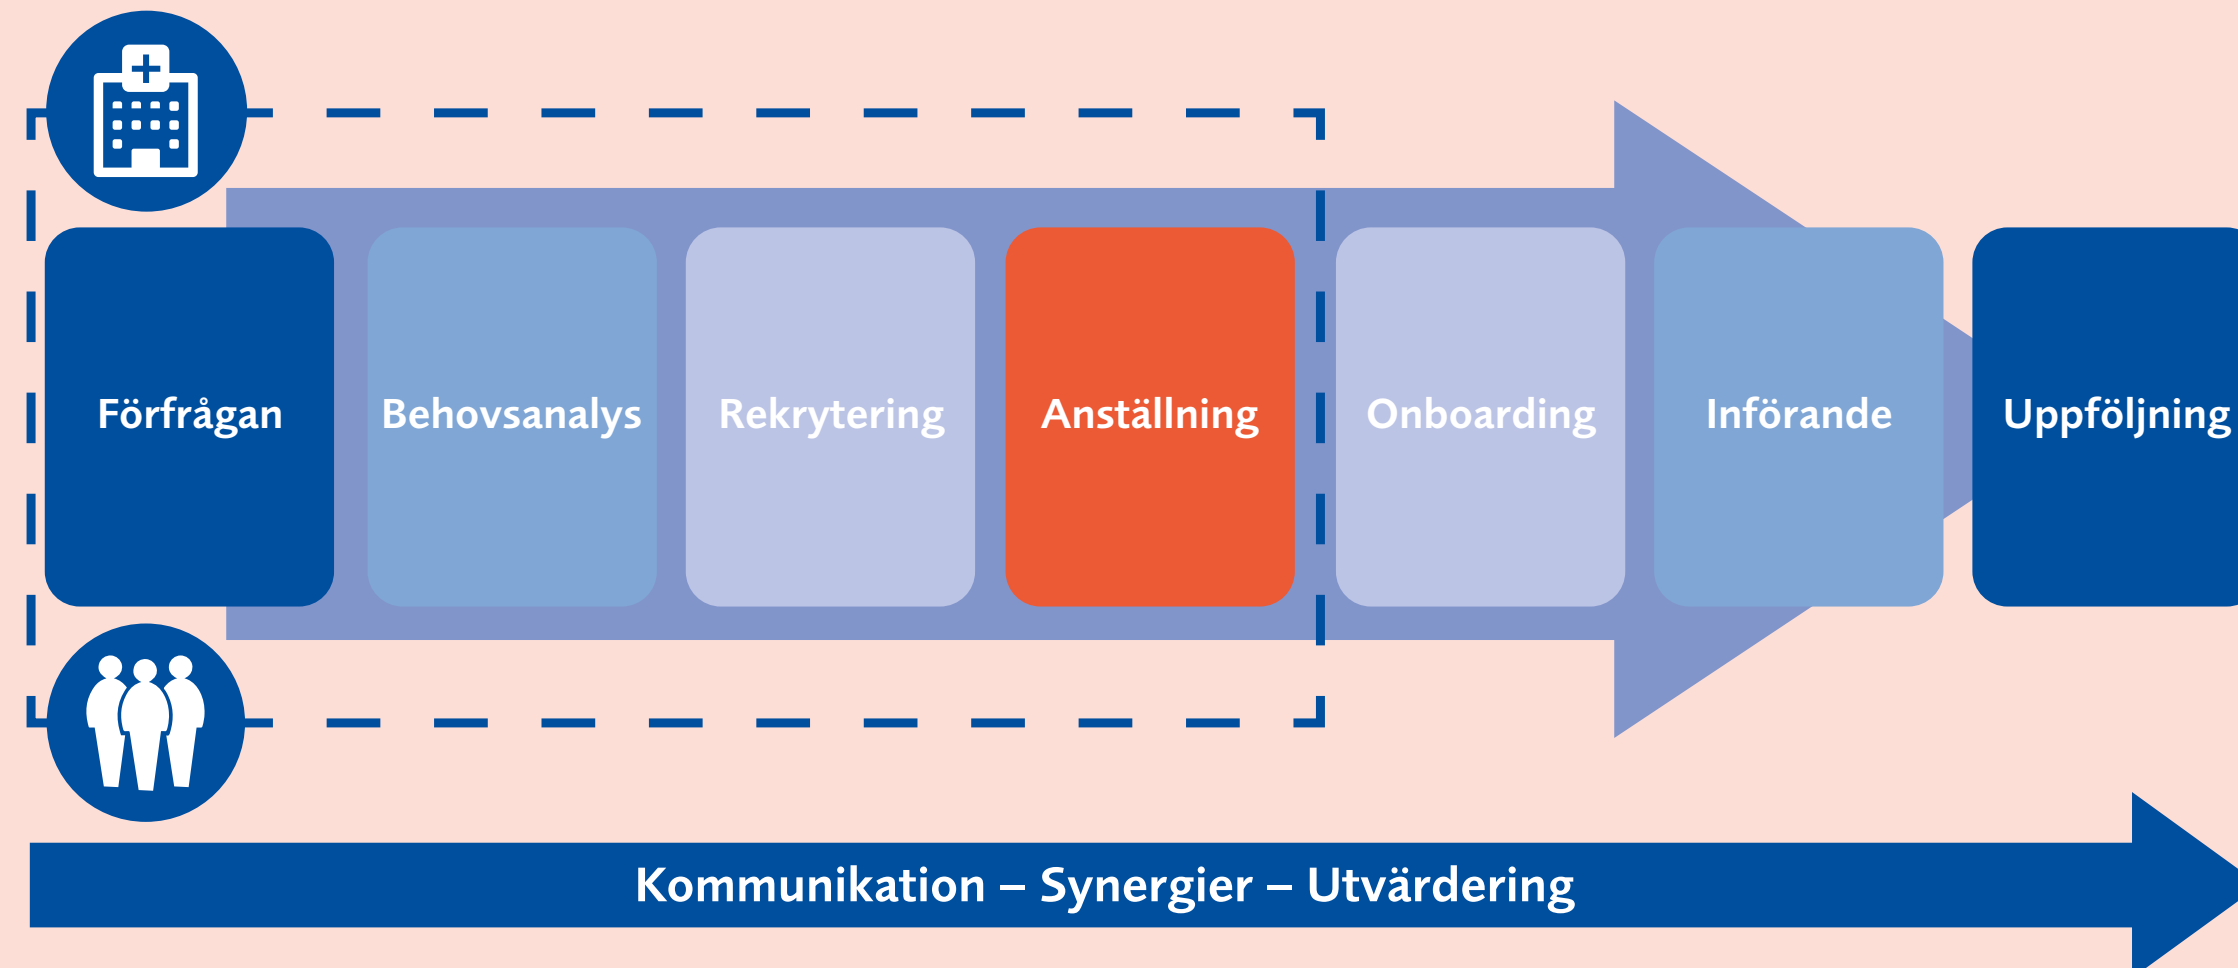 Förfrågan
Behovsanalys
Rekrytering
Anställning
Onboarding
Införande
Uppföljning
Kommunikation – Synergier – Utvärdering